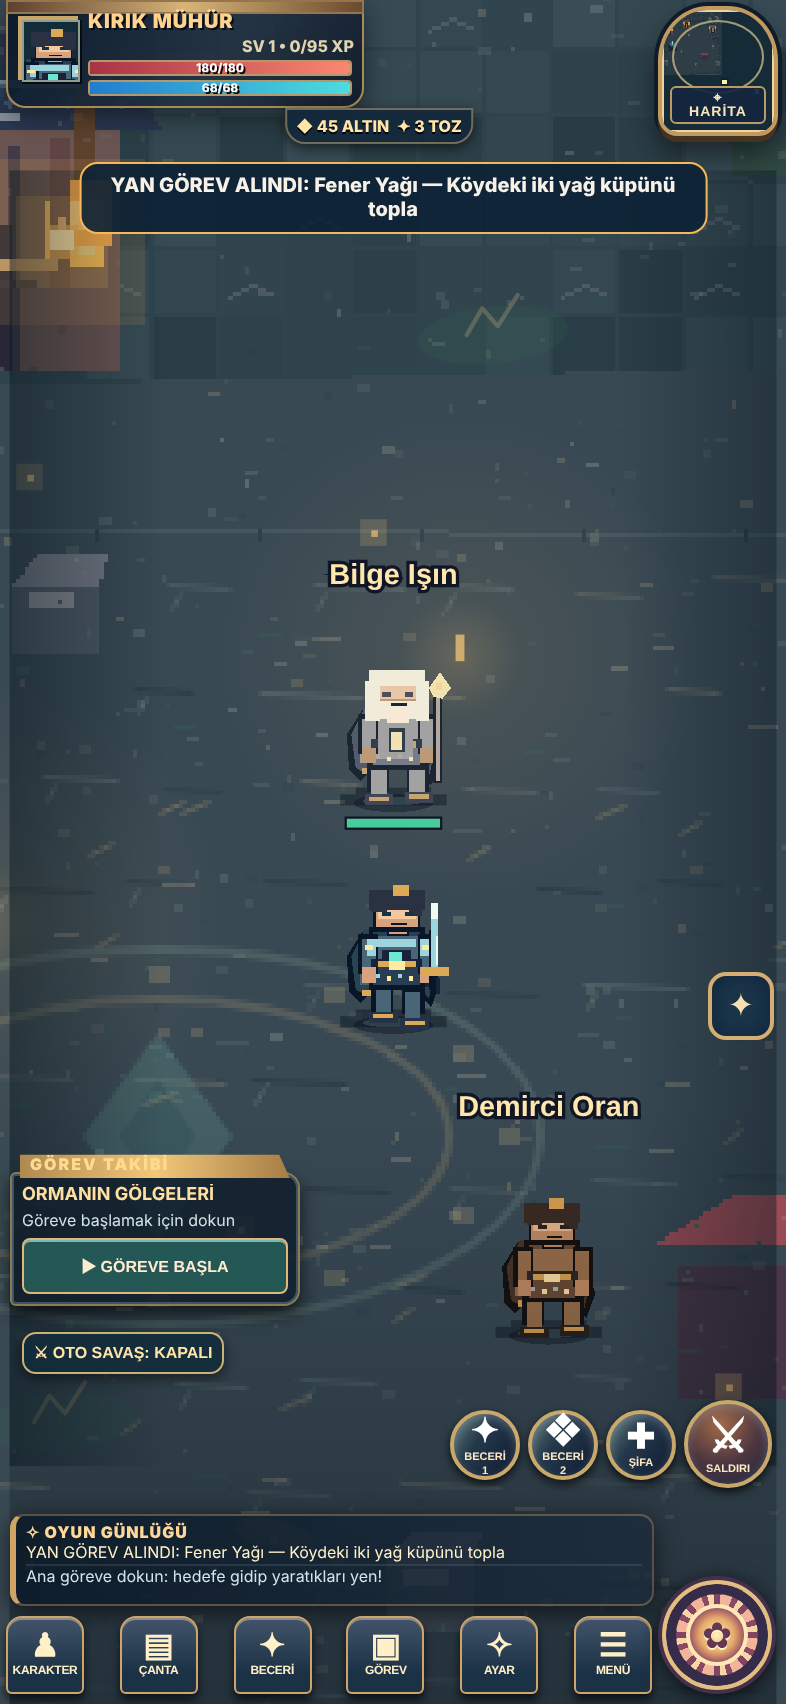 KIRIK MÜHÜR
SV 1 • 0/95 XP
180/180
68/68
◆ 45 ALTIN ✦ 3 TOZ
HARİTA
YAN GÖREV ALINDI: Fener Yağı — Köydeki iki yağ küpünü
topla
Bilge Işın
Demirci Oran
GÖREV TAKİBİ
ORMANIN GÖLGELERİ
Göreve başlamak için dokun
▶ GÖREVE BAŞLA
⚔ OTO SAVAŞ: KAPALI
BECERİ
1
BECERİ
2
ŞİFA
SALDIRI
✧ OYUN GÜNLÜĞÜ
YAN GÖREV ALINDI: Fener Yağı — Köydeki iki yağ küpünü topla
Ana göreve dokun: hedefe gidip yaratıkları yen!
KARAKTER
ÇANTA
BECERİ
GÖREV
AYAR
MENÜ